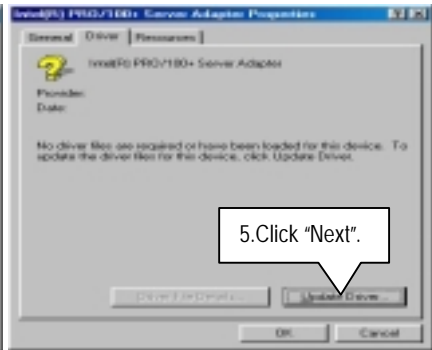 Intel(R) PRO/100+ Server Adapter Properties
General Driver Resources
Intel(R) PRO/100+ Server Adapter
Provider:
Date:
No driver files are required or have been loaded for this device. To
update the driver files for this device, click Update Driver.
5.Click “Next”.
Driver File Details... Update Driver...
OK Cancel